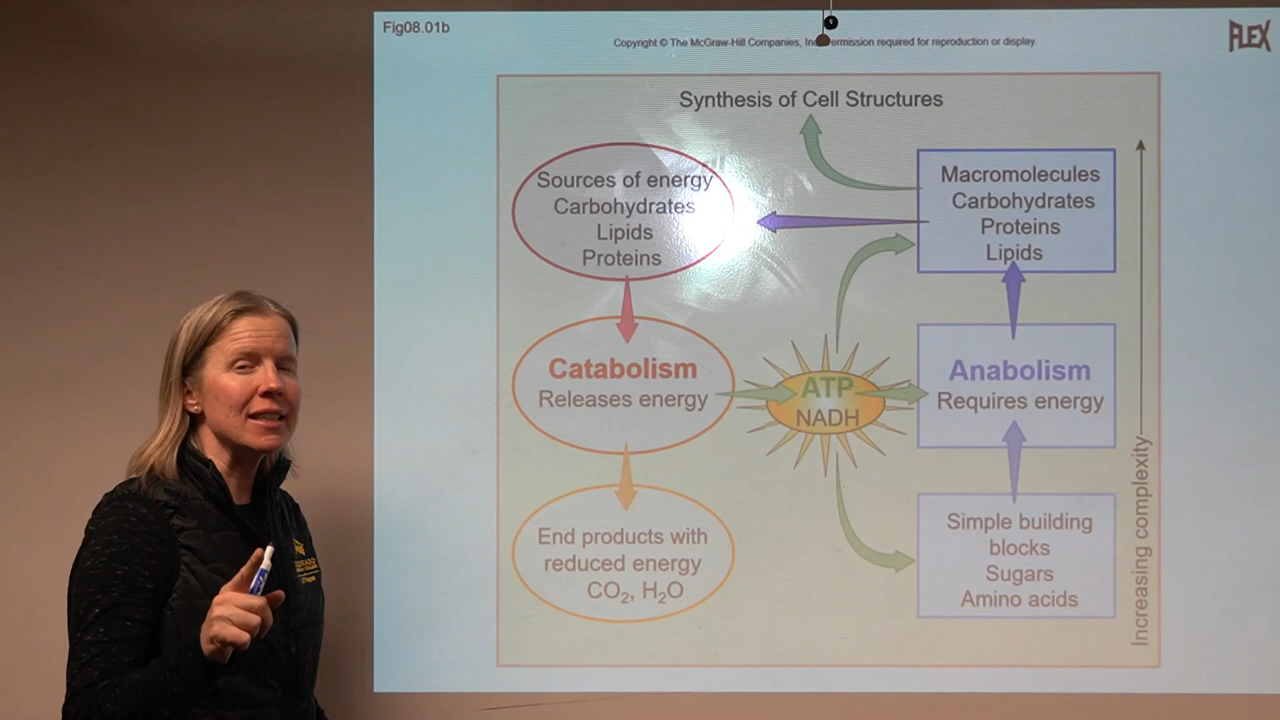 Fig08.01b
Copyright © The McGraw-Hill Companies, Inc. Permission required for reproduction or display.
FLEX
Synthesis of Cell Structures
Sources of energy
Carbohydrates
Lipids
Proteins
Macromolecules
Carbohydrates
Proteins
Lipids
Catabolism
Releases energy
ATP
NADH
Anabolism
Requires energy
End products with
reduced energy
CO₂, H₂O
Simple building
blocks
Sugars
Amino acids
Increasing complexity